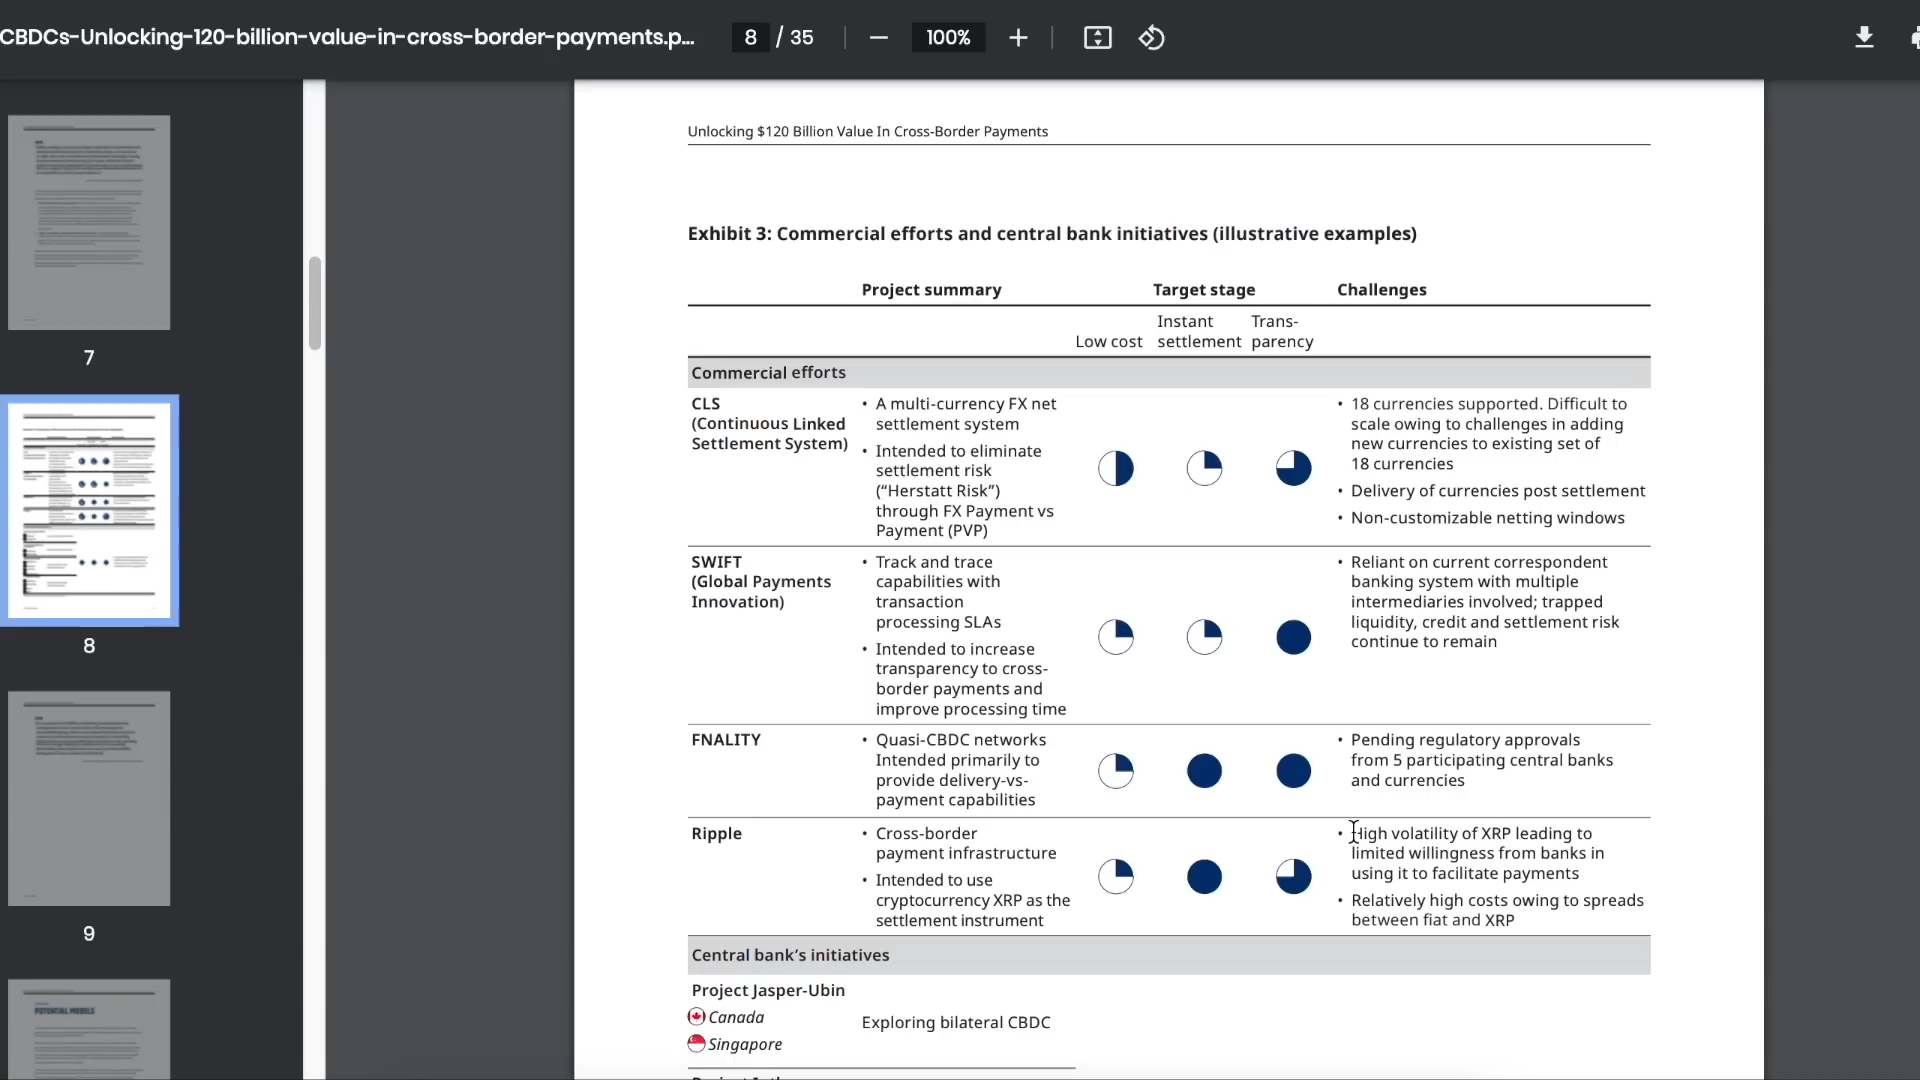 CBDCs-Unlocking-120-billion-value-in-cross-border-payments.p...
8 / 35
100%
7
8
9
Unlocking $120 Billion Value In Cross-Border Payments
Exhibit 3: Commercial efforts and central bank initiatives (illustrative examples)
Project summary
Target stage
Challenges
Low cost
Instant
settlement
Trans-
parency
Commercial efforts
CLS
(Continuous Linked
Settlement System)
• A multi-currency FX net
settlement system
• Intended to eliminate
settlement risk
(“Herstatt Risk”)
through FX Payment vs
Payment (PVP)
• 18 currencies supported. Difficult to
scale owing to challenges in adding
new currencies to existing set of
18 currencies
• Delivery of currencies post settlement
• Non-customizable netting windows
SWIFT
(Global Payments
Innovation)
• Track and trace
capabilities with
transaction
processing SLAs
• Intended to increase
transparency to cross-
border payments and
improve processing time
• Reliant on current correspondent
banking system with multiple
intermediaries involved; trapped
liquidity, credit and settlement risk
continue to remain
FNALITY
• Quasi-CBDC networks
Intended primarily to
provide delivery-vs-
payment capabilities
• Pending regulatory approvals
from 5 participating central banks
and currencies
Ripple
• Cross-border
payment infrastructure
• Intended to use
cryptocurrency XRP as the
settlement instrument
• High volatility of XRP leading to
limited willingness from banks in
using it to facilitate payments
• Relatively high costs owing to spreads
between fiat and XRP
Central bank’s initiatives
Project Jasper-Ubin
Canada
Singapore
Exploring bilateral CBDC
POTENTIAL MODELS